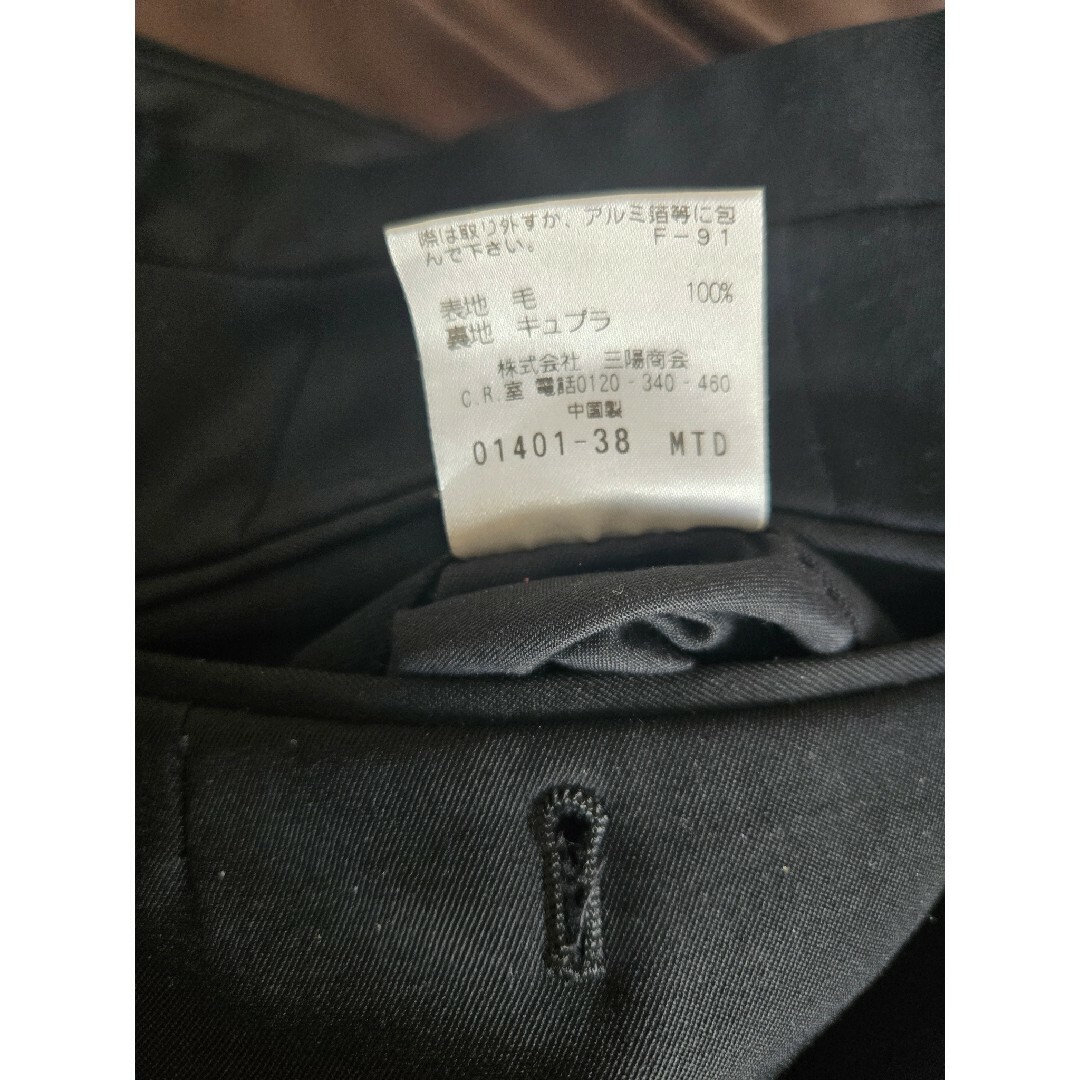 際は取り外すか、アルミ箔等に包
んで下さい。 F-91
表地 毛 100%
裏地 キュプラ
株式会社 三陽商会
C.R.室 電話0120-340-460
中国製
01401-38 MTD